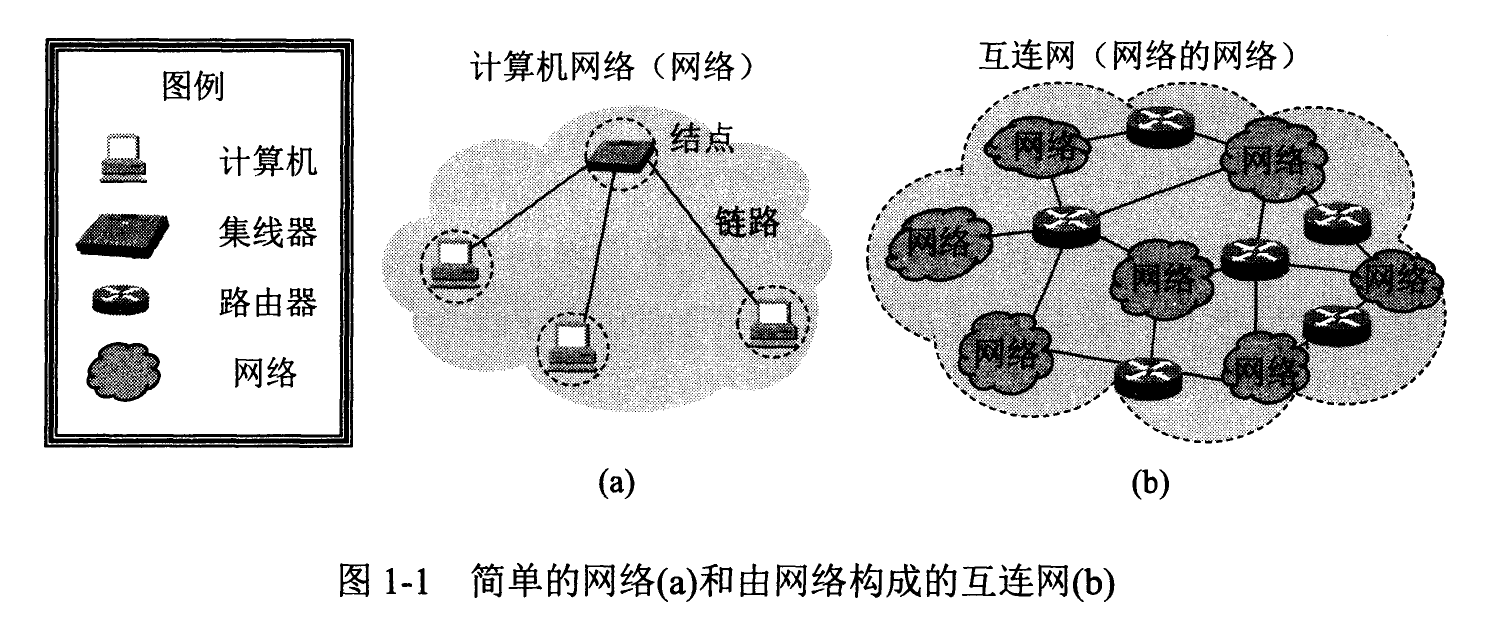 图例
计算机
集线器
路由器
网络
计算机网络（网络）
结点
链路
(a)
互连网（网络的网络）
网络
网络
网络
网络
网络
网络
网络
(b)
图 1-1 简单的网络(a)和由网络构成的互连网(b)